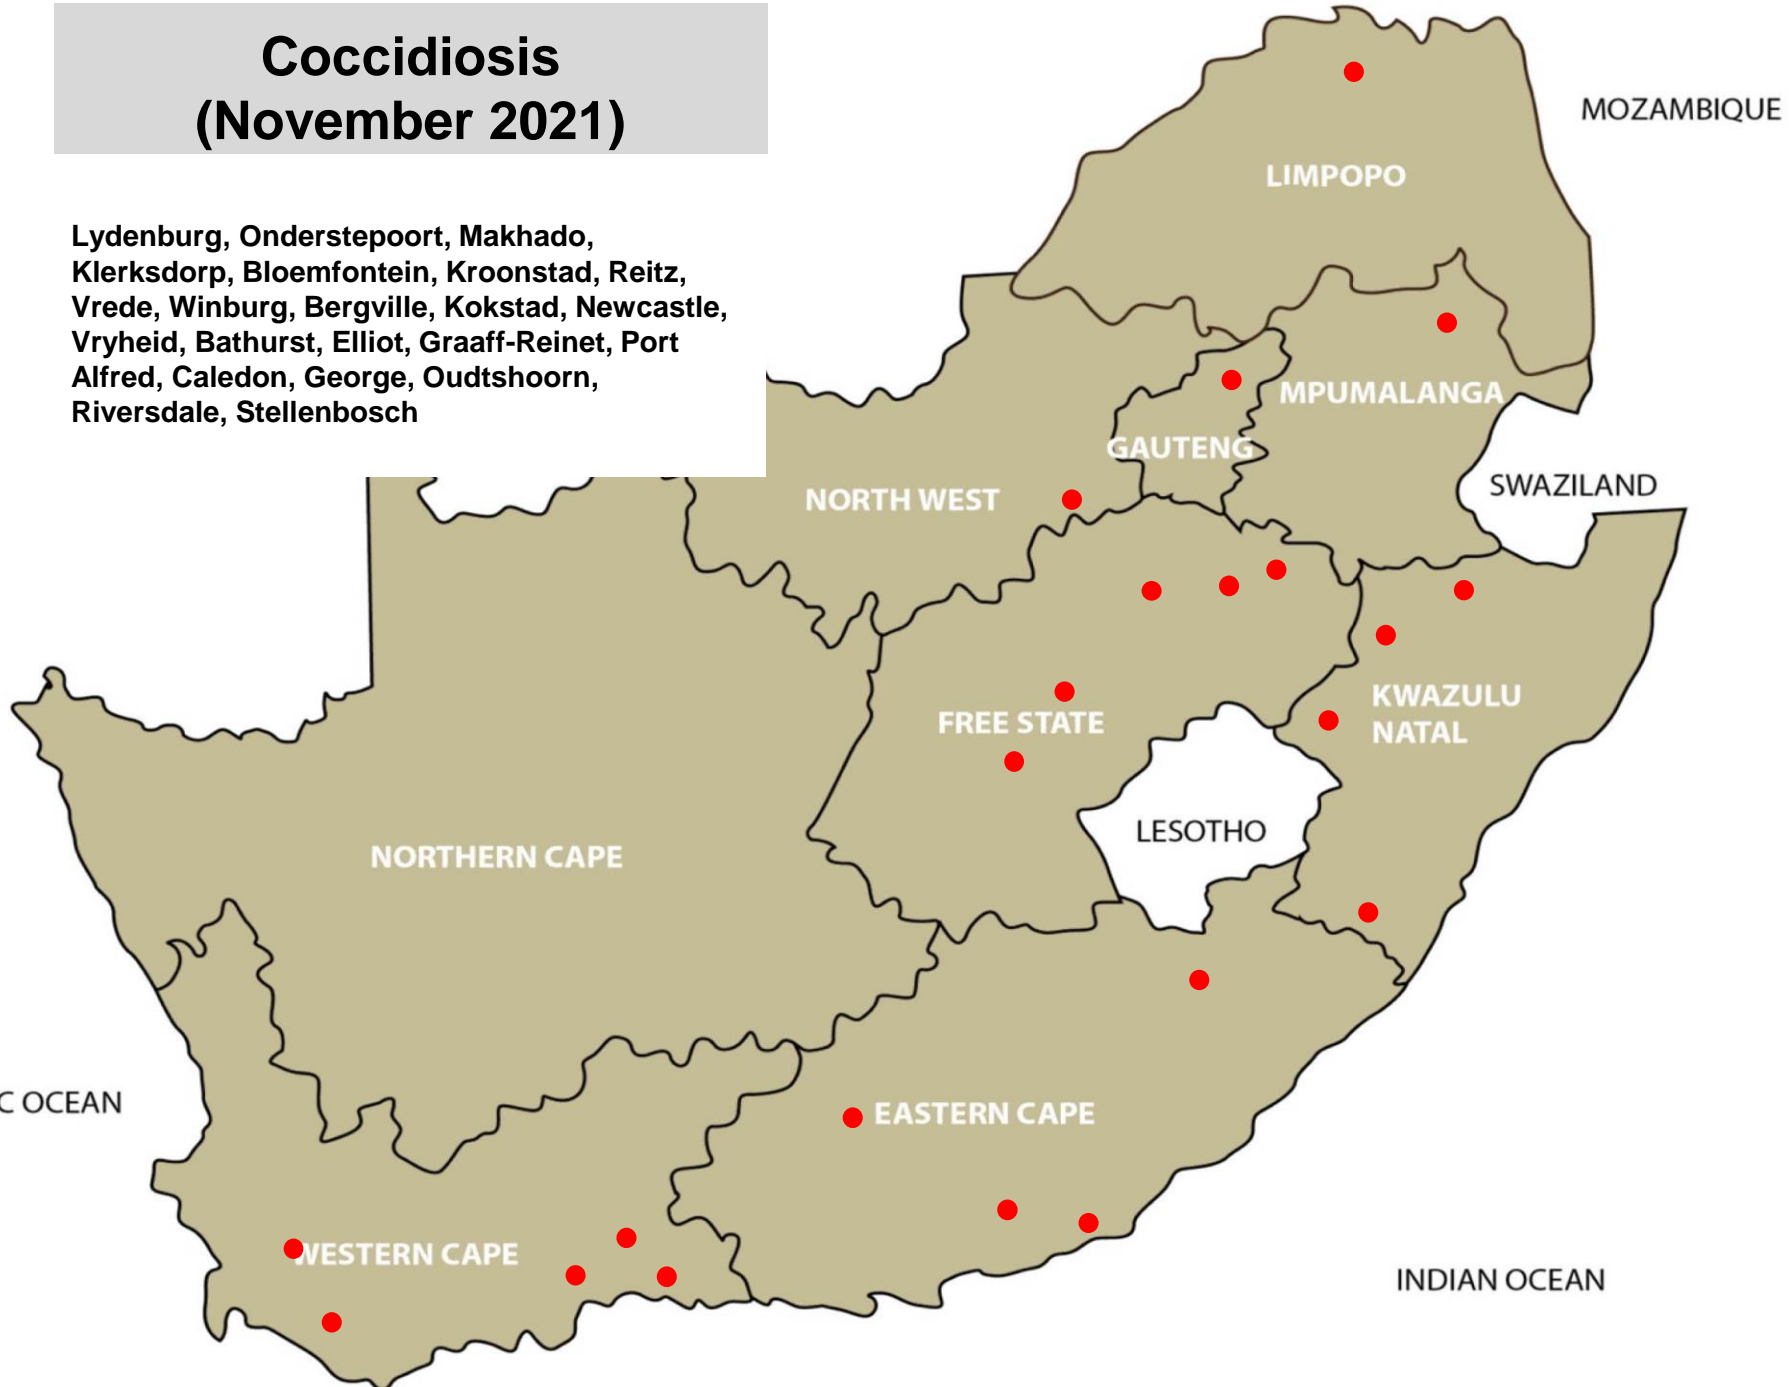 Coccidiosis
(November 2021)
Lydenburg, Onderstepoort, Makhado,
Klerksdorp, Bloemfontein, Kroonstad, Reitz,
Vrede, Winburg, Bergville, Kokstad, Newcastle,
Vryheid, Bathurst, Elliot, Graaff-Reinet, Port
Alfred, Caledon, George, Oudtshoorn,
Riversdale, Stellenbosch
MOZAMBIQUE
LIMPOPO
MPUMALANGA
GAUTENG
NORTH WEST
SWAZILAND
KWAZULU
NATAL
FREE STATE
LESOTHO
NORTHERN CAPE
C OCEAN
EASTERN CAPE
WESTERN CAPE
INDIAN OCEAN